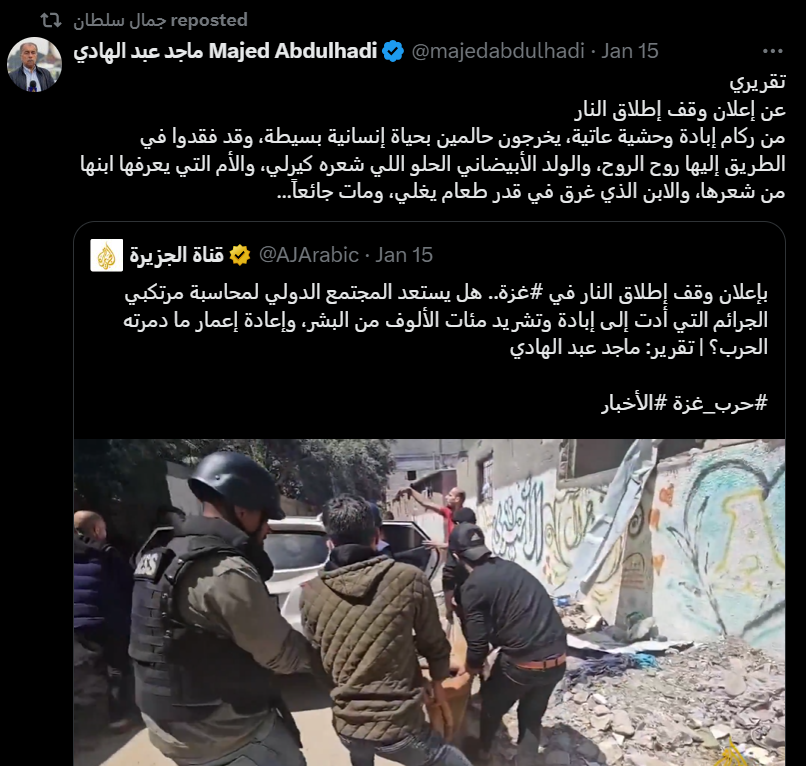 جمال سلطان reposted
ماجد عبد الهادي Majed Abdulhadi @majedabdulhadi · Jan 15
تقريري
عن إعلان وقف إطلاق النار
من ركام إبادة وحشية عاتية، يخرجون حالمين بحياة إنسانية بسيطة، وقد فقدوا في
الطريق إليها روح الروح، والولد الأبيضاني الحلو اللي شعره كيرلي، والأم التي يعرفها ابنها
من شعرها، والابن الذي غرق في قدر طعام يغلي، ومات جائعاً...
قناة الجزيرة @AJArabic · Jan 15
بإعلان وقف إطلاق النار في #غزة.. هل يستعد المجتمع الدولي لمحاسبة مرتكبي
الجرائم التي أدت إلى إبادة وتشريد مئات الألوف من البشر، وإعادة إعمار ما دمرته
الحرب؟ | تقرير: ماجد عبد الهادي
#حرب_غزة #الأخبار